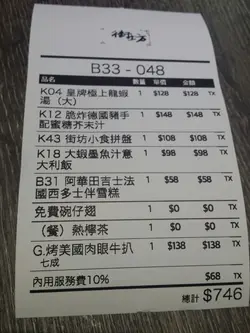 B33 - 048
品名 數量 單價 金額
K04 皇牌極上龍蝦 1 $128 $128 TX
湯（大）
K12 脆炸德國豬手 1 $148 $148 TX
配蜜糖芥末汁
K43 街坊小食拼盤 1 $108 $108 TX
K18 大蝦墨魚汁意 1 $98 $98 TX
大利飯
B31 阿華田吉士法 1 $58 $58 TX
國西多士伴雪糕
免費碗仔翅 1 $0 $0 TX
（餐）熱檸茶 1 $0 $0 TX
G.烤美國肉眼牛扒 1 $138 $138 TX
七成
內用服務費10% $68 TX
總計 $746